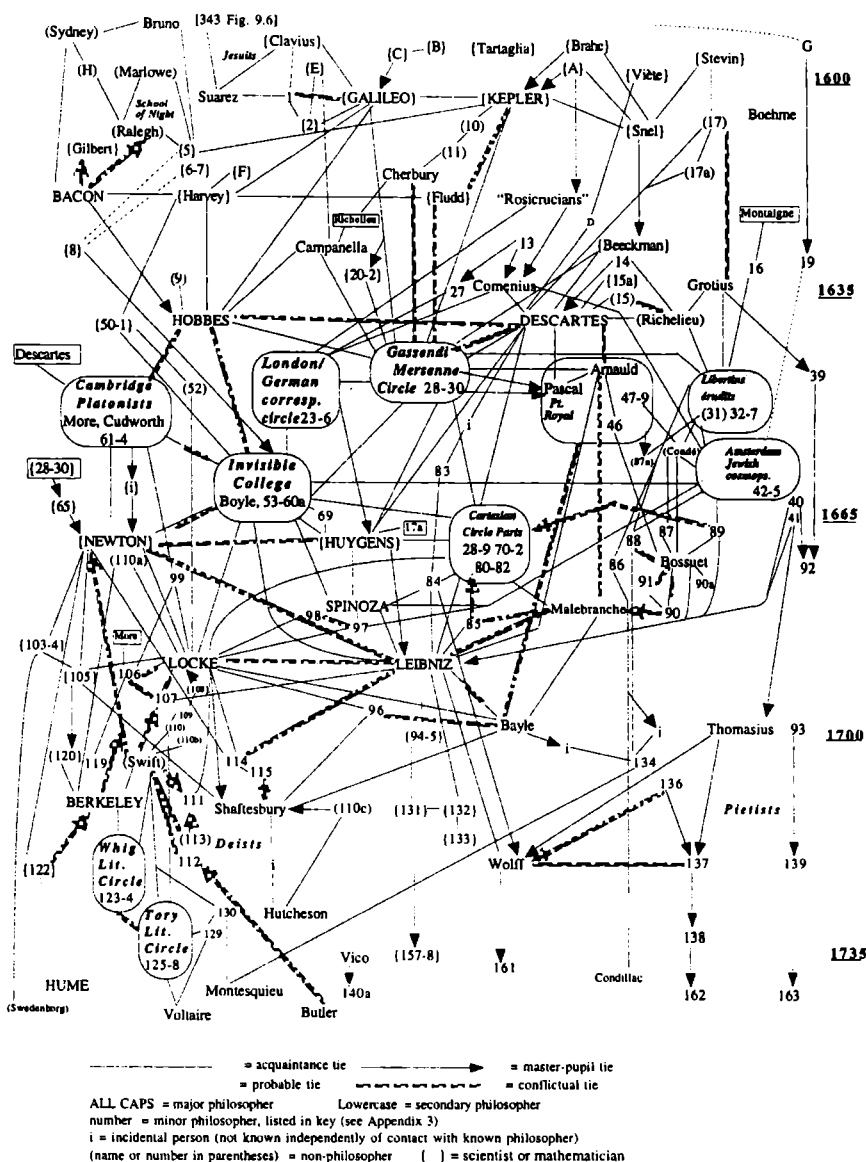 (Sydney) Bruno [343 Fig. 9.6] G
{Clavius} {C} {B} {Tartaglia} {Brahe} {Stevin}
(H) (Marlowe) Jesuits {E} {A} {Viète} 1600
Suarez {GALILEO} {KEPLER}
School of Night
(Ralegh) {2} (10) {Snel} (17) Boehme
{Gilbert} (5) (11)
(6-7) (F) Cherbury (17a)
BACON {Harvey} {Fludd} "Rosicrucians"
Richelieu D Montaigne
{8} Campanella 13 {Beeckman}
{20-2} 14 16 19
(9) 27 Comenius (15a) Grotius
(15) 1635
{50-1} HOBBES DESCARTES (Richelieu)
Descartes
London/ German corresp. circle 23-6
Gassendi Mersenne Circle 28-30
Arnauld
Pascal Pt. Royal
Libertins érudits (31) 32-7
39
Cambridge Platonists More, Cudworth 61-4
(52)
47-9
46
(Condé)
(87a)
Amsterdam Jewish cosmops. 42-5
i
{28-30} {i}
Invisible College Boyle, 53-60a
83
40
41
{65} 69 17a 1665
{NEWTON} {HUYGENS}
Cartesian Circle Paris 28-9 70-2 80-82
88 87 89
(110a) Bossuet 92
99 84 86 91 90a
SPINOZA Malebranche 90
98 97 85
{103-4} More
{105} 106 LOCKE LEIBNIZ
107 (108)
109 96 Bayle Thomasius 93
(110) (94-5) i 1700
(110b)
{120} 119 (Swift) 114 i 134
115 136
BERKELEY 111 Shaftesbury (110c) {131} {132} Pietists
(113) Deists {133}
{122} 112 Wolff 137 139
Whig Lit. Circle 123-4
Hutcheson
130
129 138
Tory Lit. Circle 125-8
Vico {157-8} 161 1735
HUME Montesquieu 140a Condillac 162 163
(Swedenborg) Voltaire Butler
= acquaintance tie = master-pupil tie
= probable tie = conflictual tie
ALL CAPS = major philosopher Lowercase = secondary philosopher
number = minor philosopher, listed in key (see Appendix 3)
i = incidental person (not known independently of contact with known philosopher)
(name or number in parentheses) = non-philosopher { } = scientist or mathematician